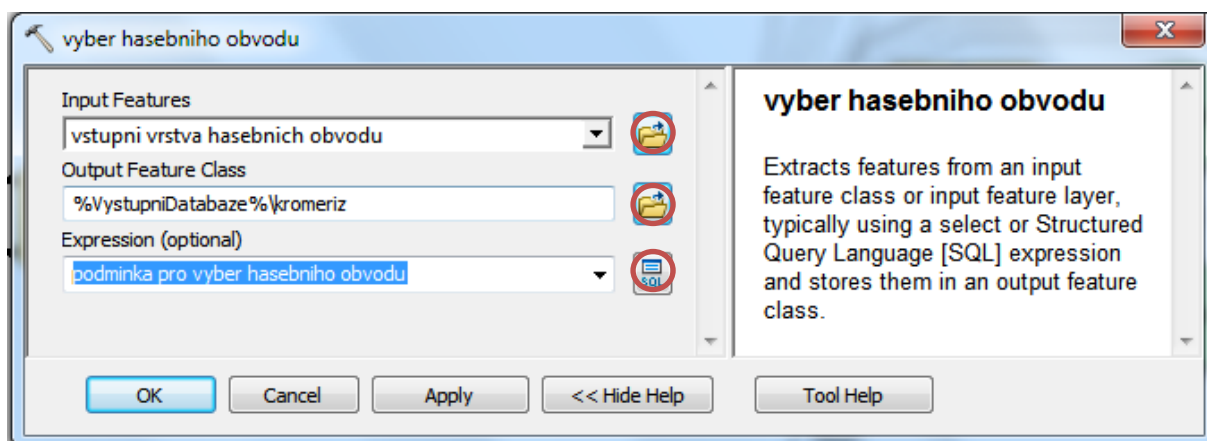 vyber hasebniho obvodu
Input Features
vstupni vrstva hasebnich obvodu
Output Feature Class
%VystupniDatabaze%\kromeriz
Expression (optional)
podminka pro vyber hasebniho obvodu
SQL
vyber hasebniho obvodu
Extracts features from an input
feature class or input feature layer,
typically using a select or Structured
Query Language [SQL] expression
and stores them in an output feature
class.
OK
Cancel
Apply
<< Hide Help
Tool Help